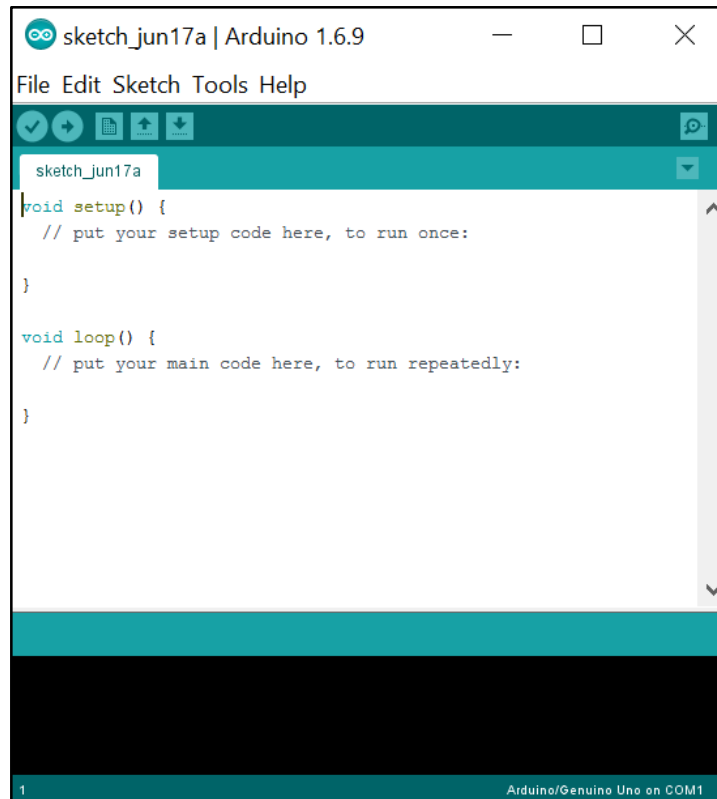 sketch_jun17a | Arduino 1.6.9
File Edit Sketch Tools Help
sketch_jun17a
void setup() {
  // put your setup code here, to run once:
}
void loop() {
  // put your main code here, to run repeatedly:
}
1 Arduino/Genuino Uno on COM1